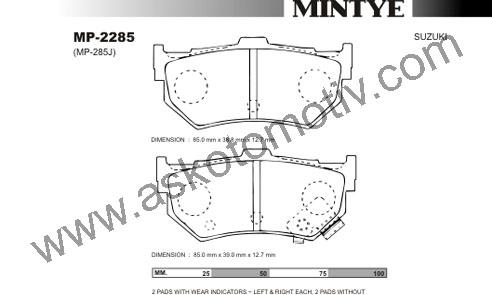 MINTYE
MP-2285
SUZUKI
(MP-285J)
DIMENSION : 85.0 mm x 38.8 mm x 12.7 mm
www.askotomotiv.com
DIMENSION : 85.0 mm x 39.0 mm x 12.7 mm
MM. 25 50 75 100
2 PADS WITH WEAR INDICATORS ~ LEFT & RIGHT EACH, 2 PADS WITHOUT